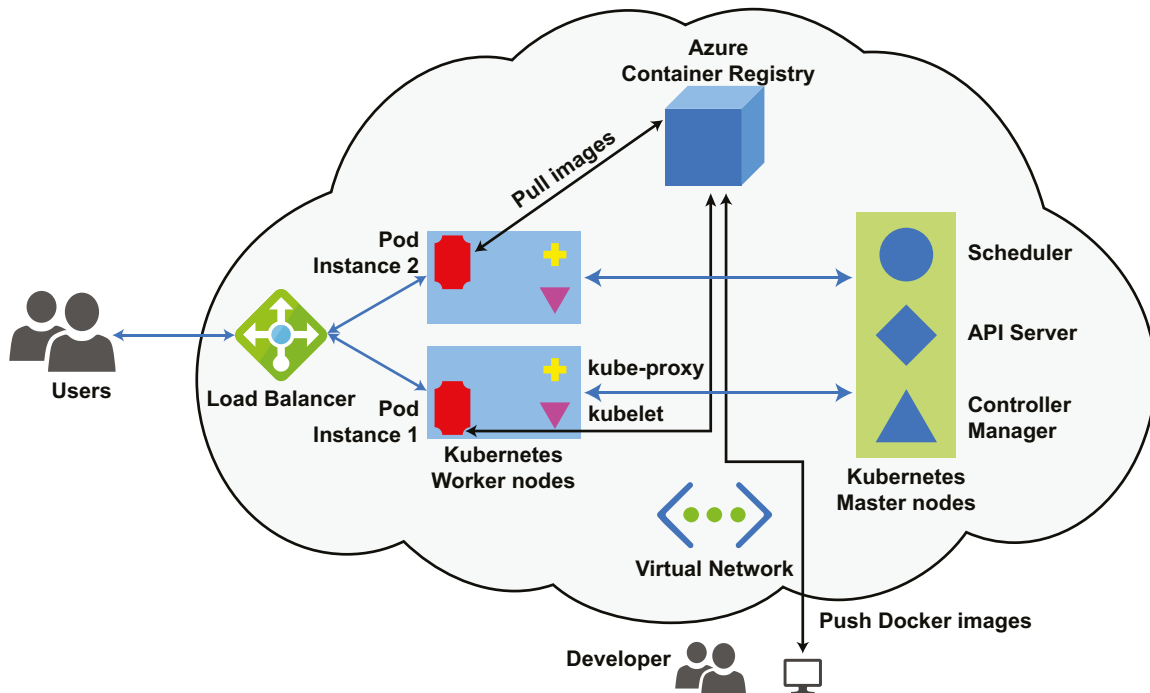 Azure
Container Registry
Pull images
Pod
Instance 2
Scheduler
API Server
Users
Load Balancer
kube-proxy
kubelet
Pod
Instance 1
Controller
Manager
Kubernetes
Worker nodes
Kubernetes
Master nodes
Virtual Network
Push Docker images
Developer